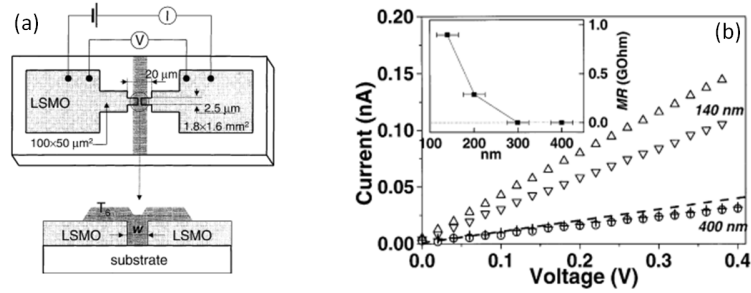 (a)
I
V
20 μm
LSMO
2.5 μm
1.8×1.6 mm²
100×50 μm²
T₆
w
LSMO
LSMO
substrate
(b)
Current (nA)
0.20
0.15
0.10
0.05
0.00
0.0
0.1
0.2
0.3
0.4
Voltage (V)
140 nm
400 nm
1.0
0.5
0.0
MR (GOhm)
100
200
300
400
nm